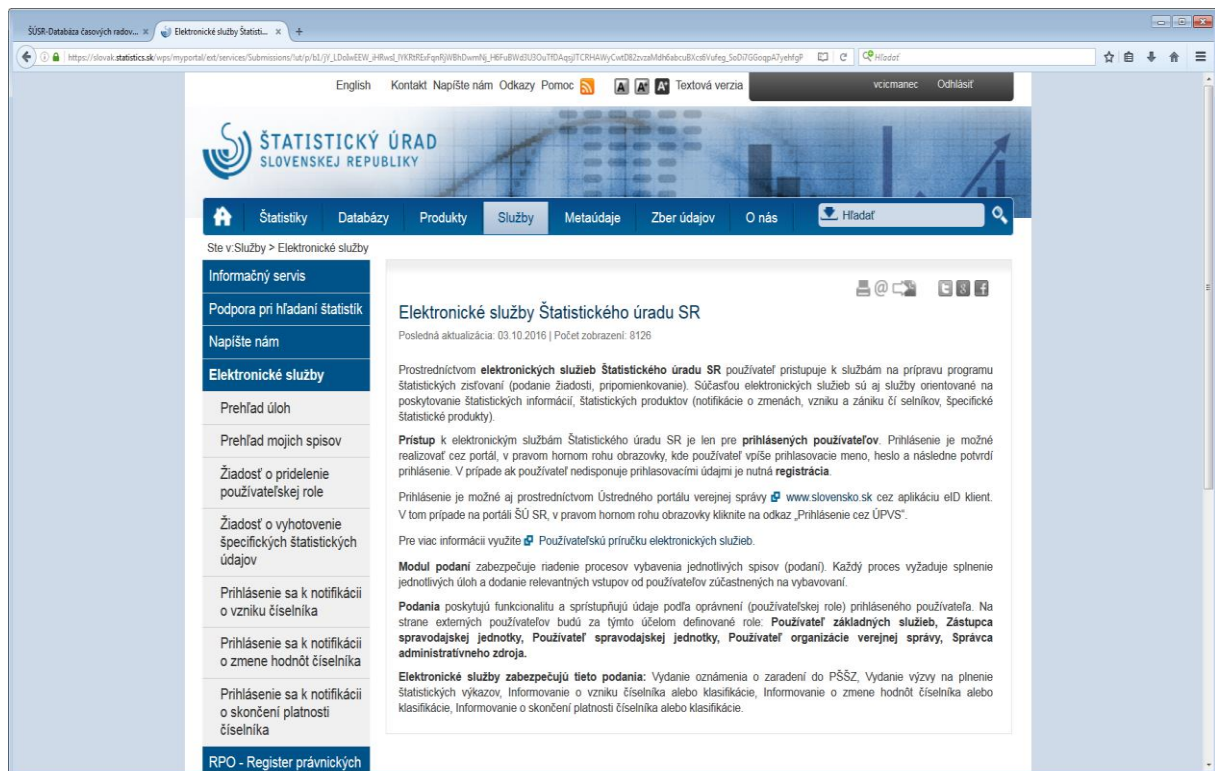 ŠÚSR-Databáza časových radov...
Elektronické služby Štatisti...
English Kontakt Napíšte nám Odkazy Pomoc A A A Textová verzia vcicmanec Odhlásiť
ŠTATISTICKÝ ÚRAD
SLOVENSKEJ REPUBLIKY
Štatistiky Databázy Produkty Služby Metaúdaje Zber údajov O nás Hľadať
Ste v:Služby > Elektronické služby
Informačný servis
Podpora pri hľadaní štatistík
Napíšte nám
Elektronické služby
Prehľad úloh
Prehľad mojich spisov
Žiadosť o pridelenie
používateľskej role
Žiadosť o vyhotovenie
špecifických štatistických
údajov
Prihlásenie sa k notifikácii
o vzniku číselníka
Prihlásenie sa k notifikácii
o zmene hodnôt číselníka
Prihlásenie sa k notifikácii
o skončení platnosti
číselníka
RPO - Register právnických
Elektronické služby Štatistického úradu SR
Posledná aktualizácia: 03.10.2016 | Počet zobrazení: 8126
Prostredníctvom elektronických služieb Štatistického úradu SR používateľ pristupuje k službám na prípravu programu
štatistických zisťovaní (podanie žiadosti, pripomienkovanie). Súčasťou elektronických služieb sú aj služby orientované na
poskytovanie štatistických informácií, štatistických produktov (notifikácie o zmenách, vzniku a zániku čí selníkov, špecifické
štatistické produkty).
Prístup k elektronickým službám Štatistického úradu SR je len pre prihlásených používateľov. Prihlásenie je možné
realizovať cez portál, v pravom hornom rohu obrazovky, kde používateľ vpíše prihlasovacie meno, heslo a následne potvrdí
prihlásenie. V prípade ak používateľ nedisponuje prihlasovacími údajmi je nutná registrácia.
Prihlásenie je možné aj prostredníctvom Ústredného portálu verejnej správy www.slovensko.sk cez aplikáciu eID klient.
V tom prípade na portáli ŠÚ SR, v pravom hornom rohu obrazovky kliknite na odkaz „Prihlásenie cez ÚPVS“.
Pre viac informácii využite Používateľskú príručku elektronických služieb.
Modul podaní zabezpečuje riadenie procesov vybavenia jednotlivých spisov (podaní). Každý proces vyžaduje splnenie
jednotlivých úloh a dodanie relevantných vstupov od používateľov zúčastnených na vybavovaní.
Podania poskytujú funkcionalitu a sprístupňujú údaje podľa oprávnení (používateľskej role) prihláseného používateľa. Na
strane externých používateľov budú za týmto účelom definované role: Používateľ základných služieb, Zástupca
spravodajskej jednotky, Používateľ spravodajskej jednotky, Používateľ organizácie verejnej správy, Správca
administratívneho zdroja.
Elektronické služby zabezpečujú tieto podania: Vydanie oznámenia o zaradení do PŠŠZ, Vydanie výzvy na plnenie
štatistických výkazov, Informovanie o vzniku číselníka alebo klasifikácie, Informovanie o zmene hodnôt číselníka alebo
klasifikácie, Informovanie o skončení platnosti číselníka alebo klasifikácie.